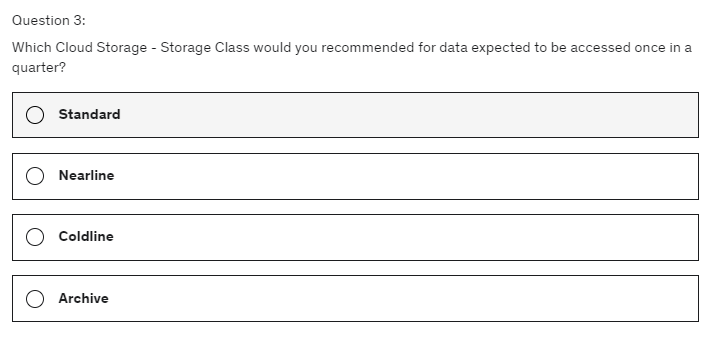 Question 3:
Which Cloud Storage - Storage Class would you recommended for data expected to be accessed once in a
quarter?
Standard
Nearline
Coldline
Archive